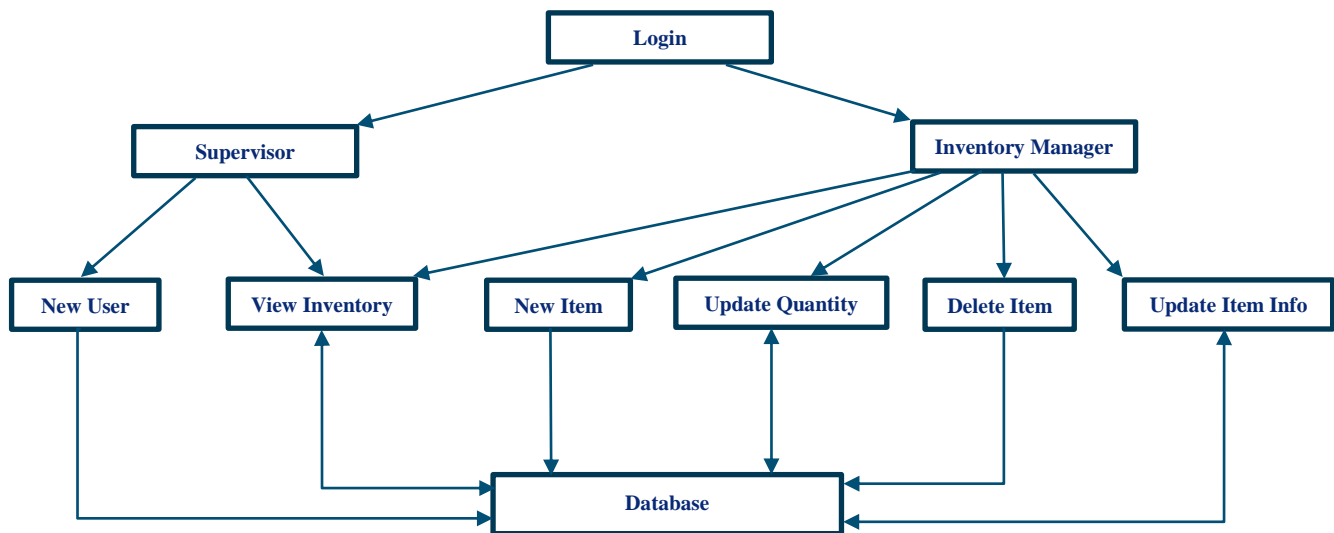 Login
Supervisor
Inventory Manager
New User
View Inventory
New Item
Update Quantity
Delete Item
Update Item Info
Database